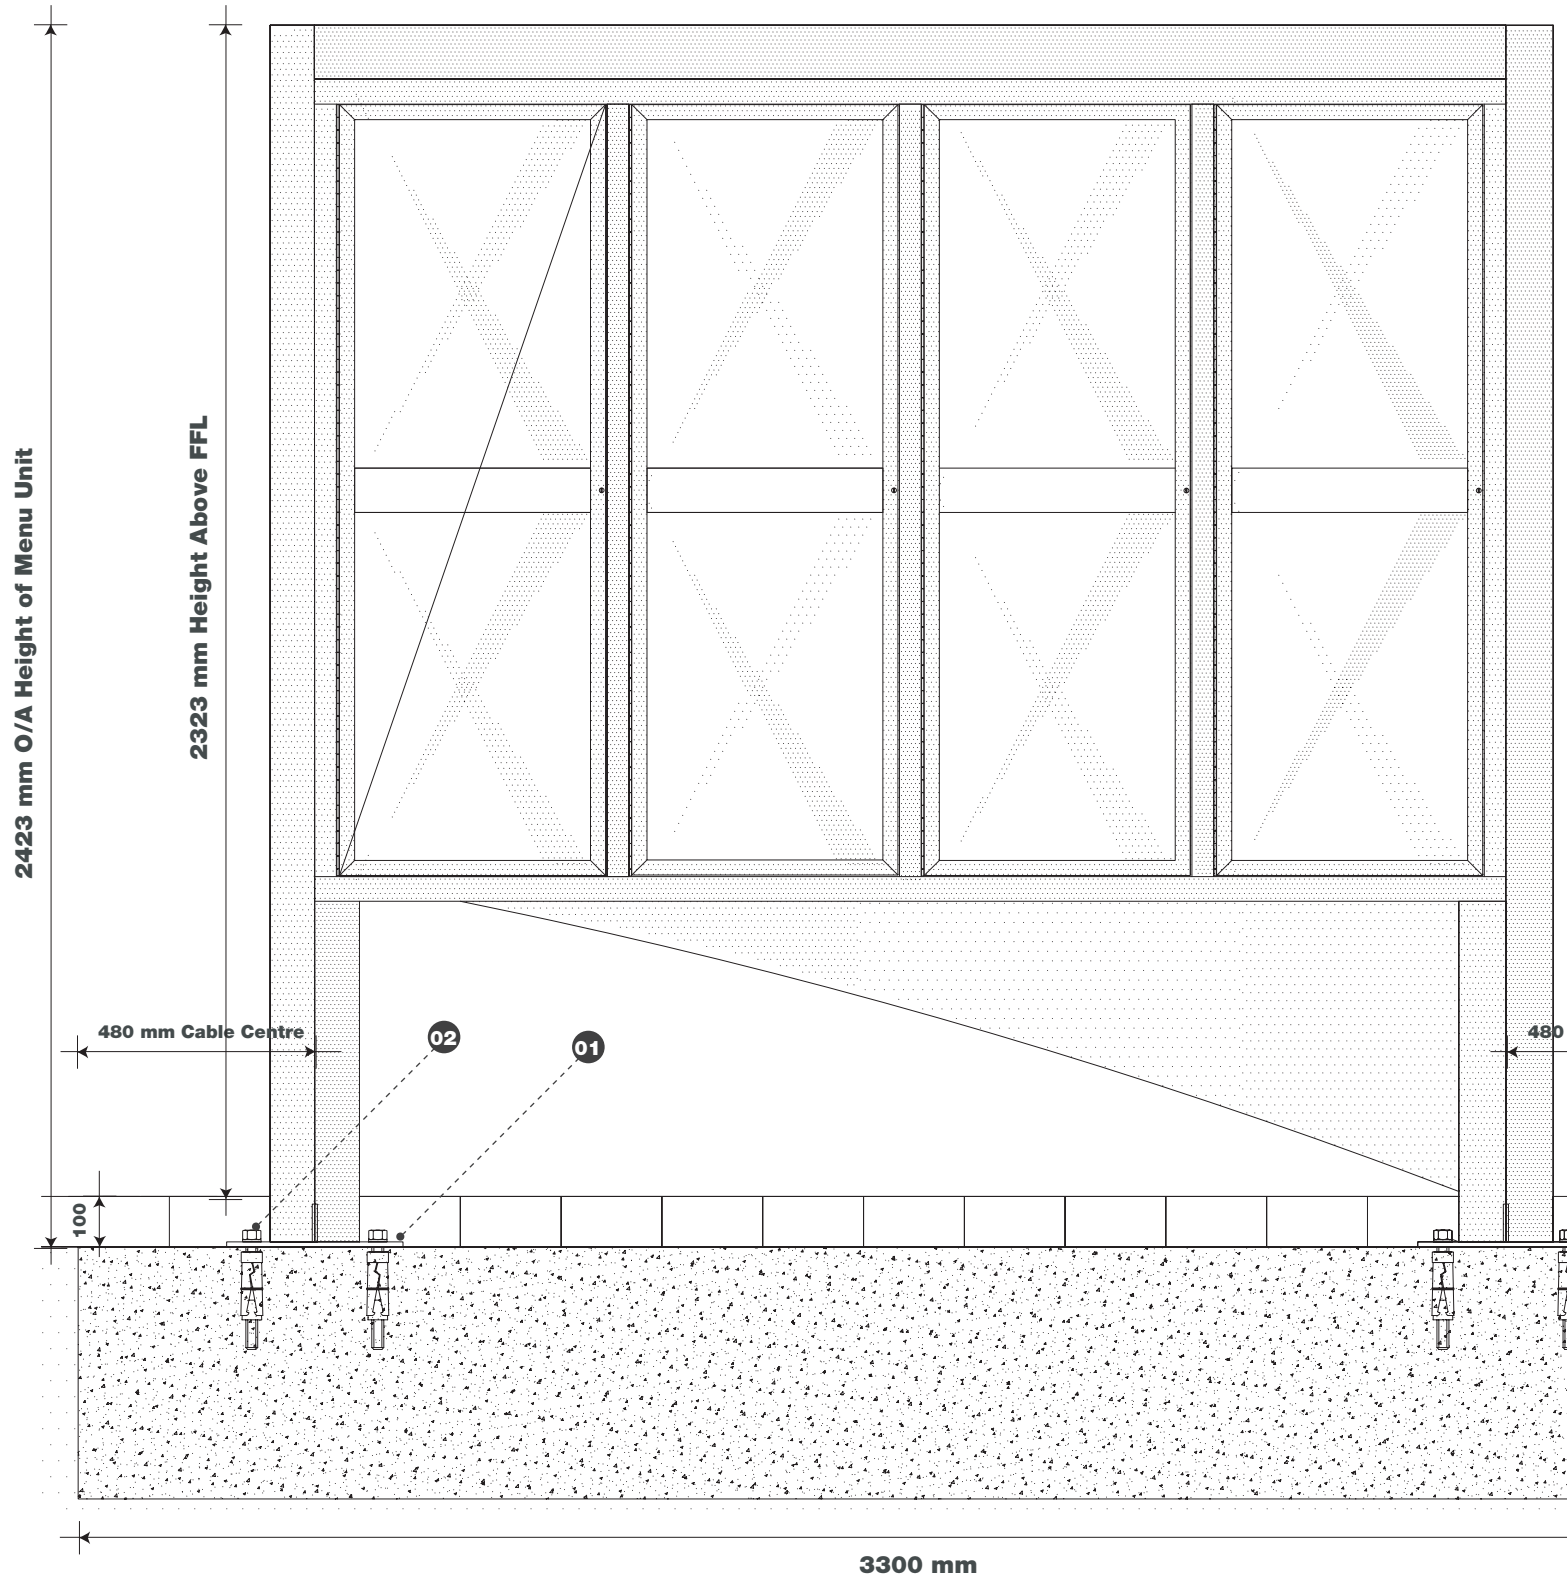 2423 mm O/A Height of Menu Unit
2323 mm Height Above FFL
480 mm Cable Centre
02
01
480
100
3300 mm